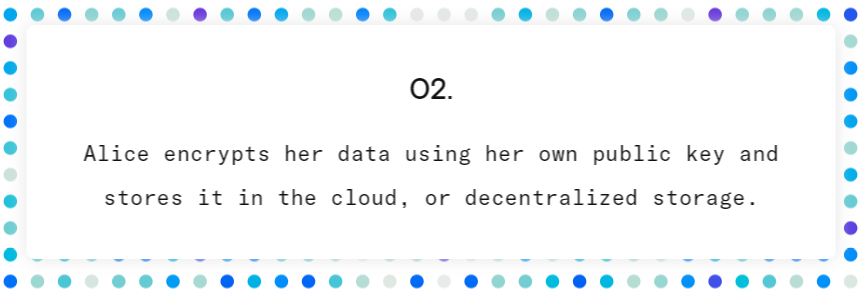 02.
Alice encrypts her data using her own public key and
stores it in the cloud, or decentralized storage.